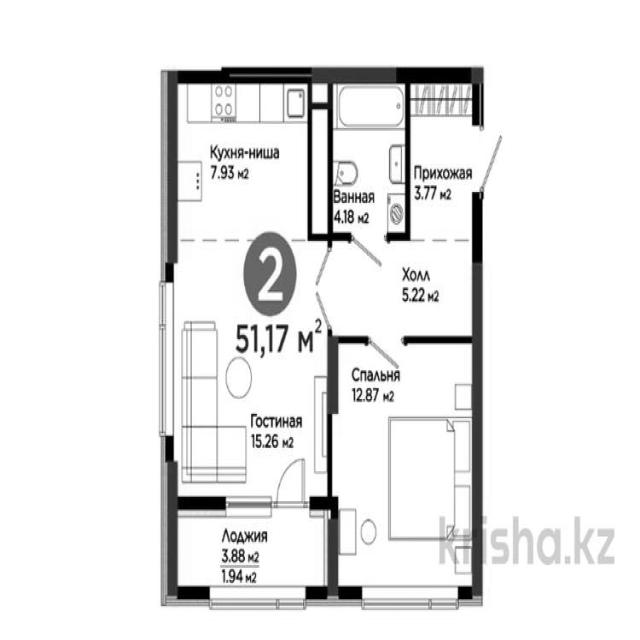 Кухня-ниша
7.93 м2
Ванная
4.18 м2
Прихожая
3.77 м2
Холл
5.22 м2
2
51,17 м2
Спальня
12.87 м2
Гостиная
15.26 м2
Лоджия
3.88 м2
1.94 м2
krisha.kz